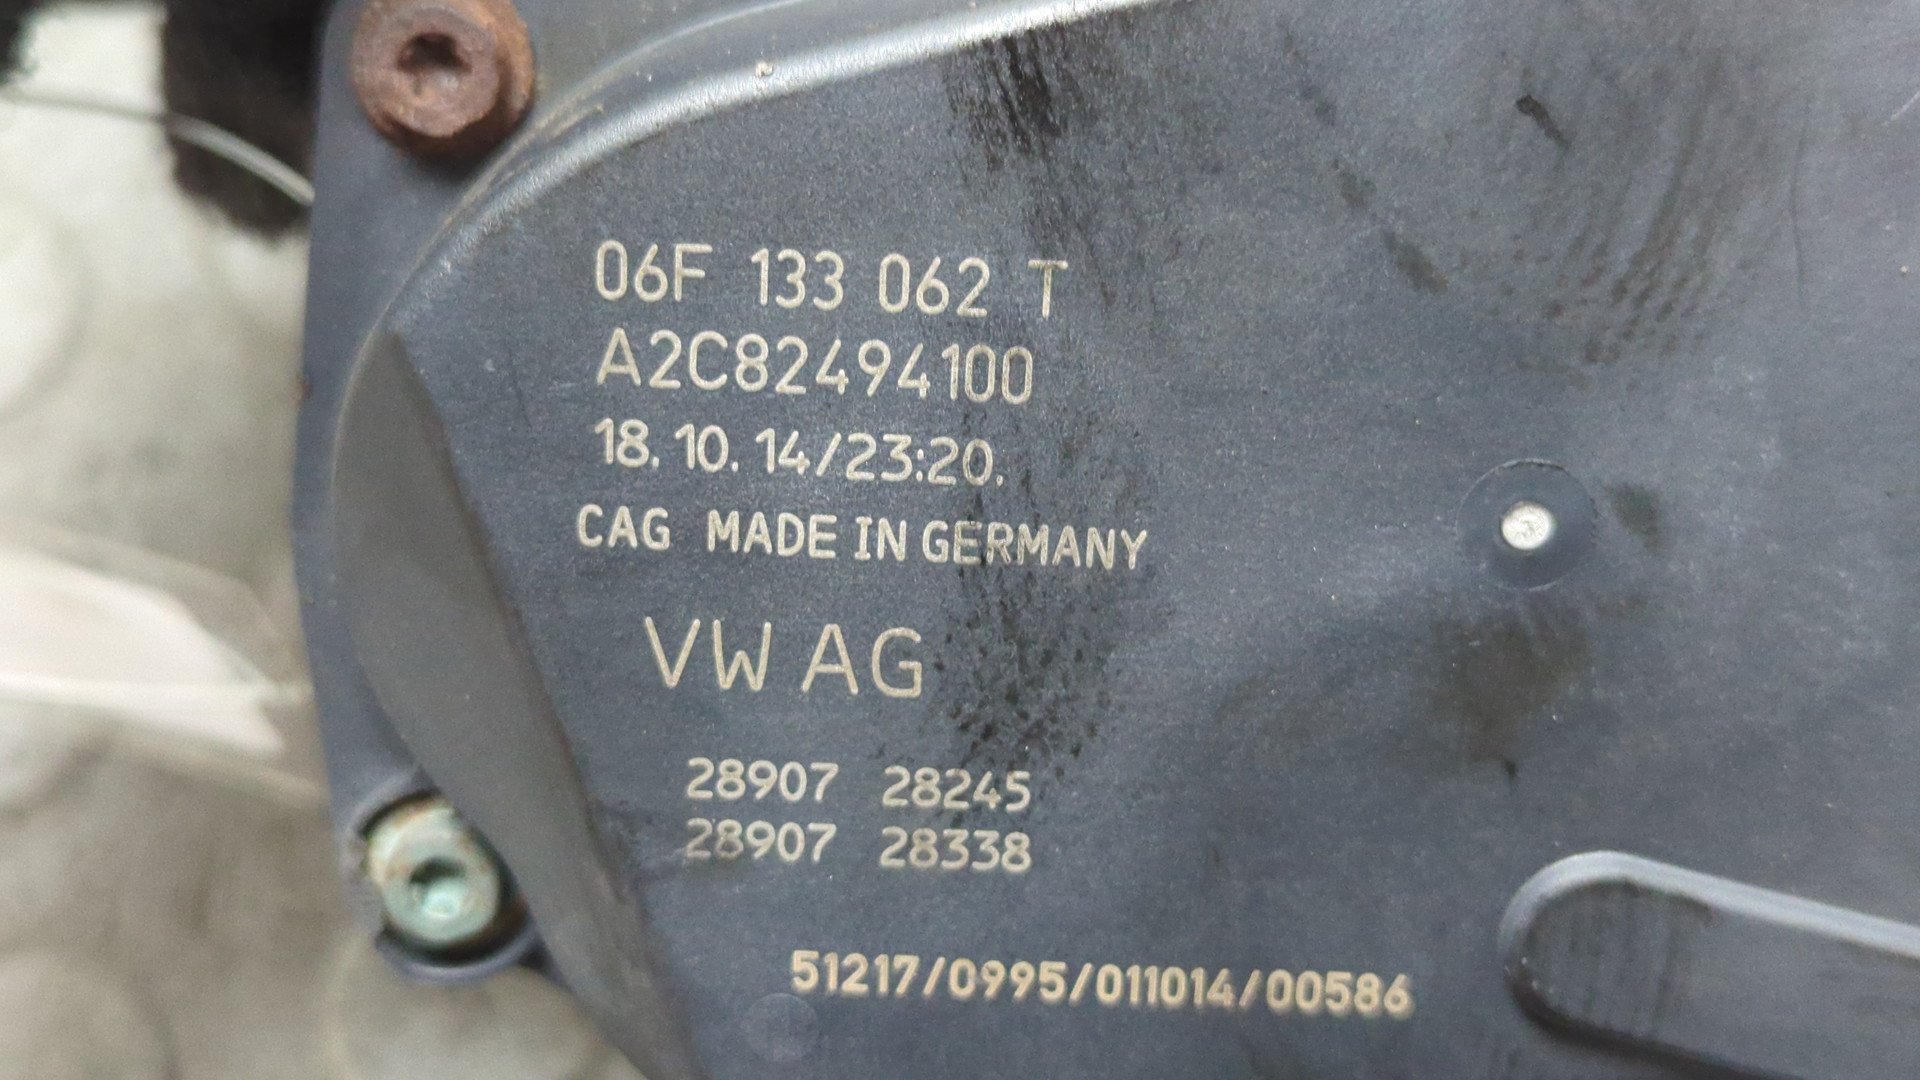 06F 133 062 T
A2C82494100
18.10.14/23:20.
CAG MADE IN GERMANY
VW AG
28907 28245
28907 28338
51217/0995/011014/00586